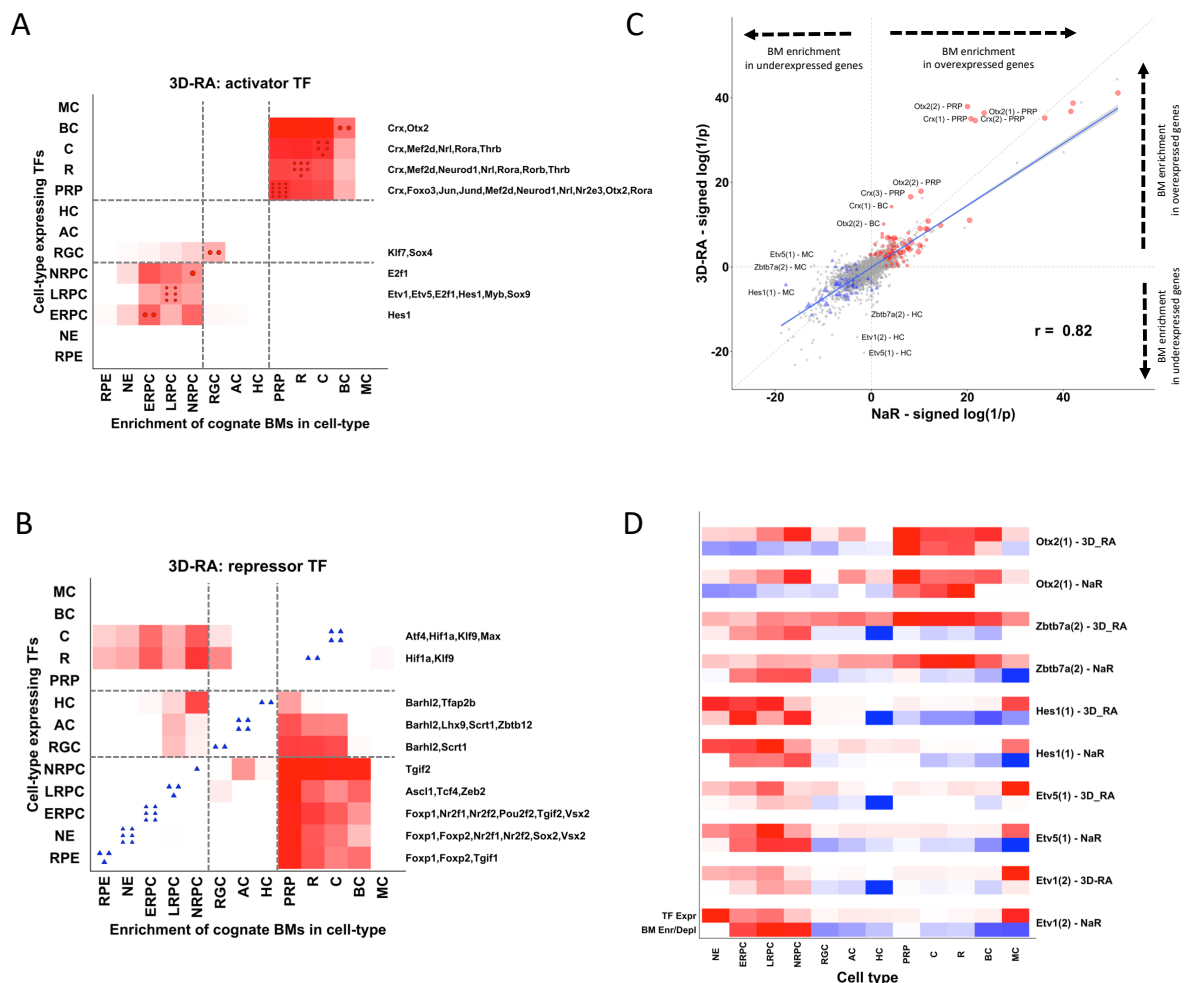 A
3D-RA: activator TF
Cell-type expressing TFs
MC
BC
C
R
PRP
HC
AC
RGC
NRPC
LRPC
ERPC
NE
RPE
Crx,Otx2
Crx,Mef2d,Nrl,Rora,Thrb
Crx,Mef2d,Neurod1,Nrl,Rora,Rorb,Thrb
Crx,Foxo3,Jun,Jund,Mef2d,Neurod1,Nrl,Nr2e3,Otx2,Rora
Klf7,Sox4
E2f1
Etv1,Etv5,E2f1,Hes1,Myb,Sox9
Hes1
RPE NE ERPC LRPC NRPC RGC AC HC PRP R C BC MC
Enrichment of cognate BMs in cell-type
B
3D-RA: repressor TF
Cell-type expressing TFs
MC
BC
C
R
PRP
HC
AC
RGC
NRPC
LRPC
ERPC
NE
RPE
Atf4,Hif1a,Klf9,Max
Hif1a,Klf9
Barhl2,Tfap2b
Barhl2,Lhx9,Scrt1,Zbtb12
Barhl2,Scrt1
Tgif2
Ascl1,Tcf4,Zeb2
Foxp1,Nr2f1,Nr2f2,Pou2f2,Tgif2,Vsx2
Foxp1,Foxp2,Nr2f1,Nr2f2,Sox2,Vsx2
Foxp1,Foxp2,Tgif1
RPE NE ERPC LRPC NRPC RGC AC HC PRP R C BC MC
Enrichment of cognate BMs in cell-type
C
BM enrichment
in underexpressed genes
BM enrichment
in overexpressed genes
BM enrichment
in overexpressed genes
BM enrichment
in underexpressed genes
3D-RA - signed log(1/p)
40
20
0
-20
Otx2(2) - PRP
Otx2(1) - PRP
Crx(1) - PRP
Crx(2) - PRP
Otx2(2) - PRP
Crx(3) - PRP
Crx(1) - BC
Otx2(2) - BC
Etv5(1) - MC
Zbtb7a(2) - MC
Hes1(1) - MC
Zbtb7a(2) - HC
Etv1(2) - HC
Etv5(1) - HC
r = 0.82
-20 0 20 40
NaR - signed log(1/p)
D
Otx2(1) - 3D_RA
Otx2(1) - NaR
Zbtb7a(2) - 3D_RA
Zbtb7a(2) - NaR
Hes1(1) - 3D_RA
Hes1(1) - NaR
Etv5(1) - 3D_RA
Etv5(1) - NaR
Etv1(2) - 3D-RA
Etv1(2) - NaR
TF Expr
BM Enr/Depl
NE ERPC LRPC NRPC RGC AC HC PRP C R BC MC
Cell type